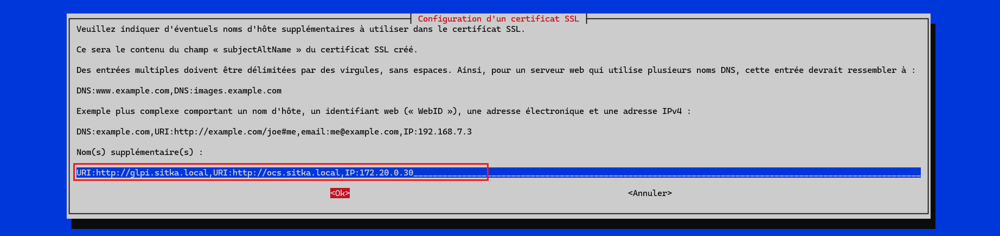 Configuration d'un certificat SSL
Veuillez indiquer d'éventuels noms d'hôte supplémentaires à utiliser dans le certificat SSL.
Ce sera le contenu du champ « subjectAltName » du certificat SSL créé.
Des entrées multiples doivent être délimitées par des virgules, sans espaces. Ainsi, pour un serveur web qui utilise plusieurs noms DNS, cette entrée devrait ressembler à :
DNS:www.example.com,DNS:images.example.com
Exemple plus complexe comportant un nom d'hôte, un identifiant web (« WebID »), une adresse électronique et une adresse IPv4 :
DNS:example.com,URI:http://example.com/joe#me,email:me@example.com,IP:192.168.7.3
Nom(s) supplémentaire(s) :
URI:http://glpi.sitka.local,URI:http://ocs.sitka.local,IP:172.20.0.30
<Ok> <Annuler>